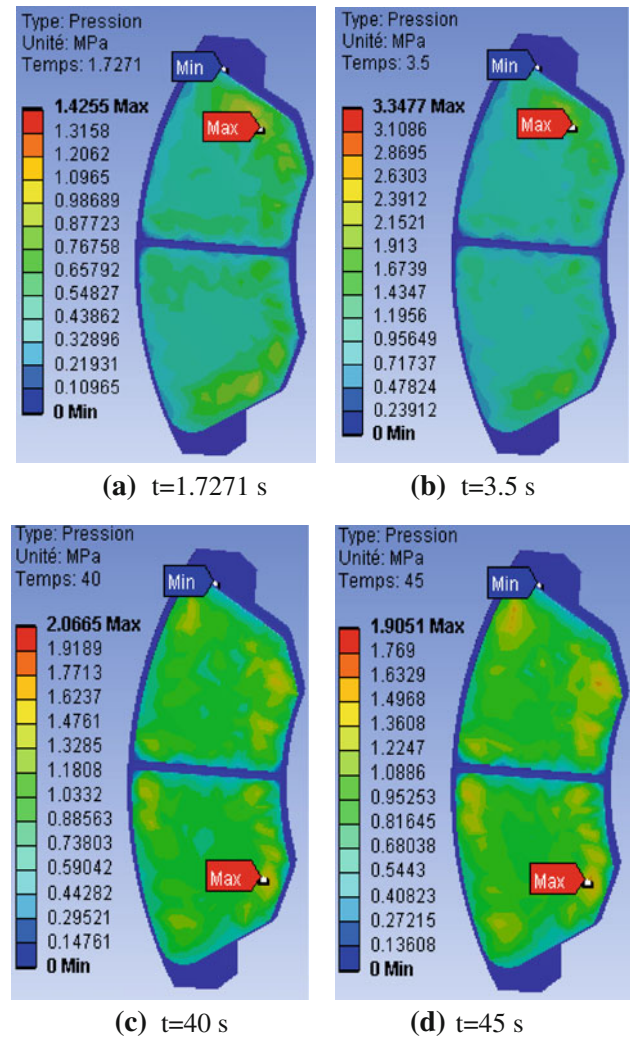 Type: Pression
Unité: MPa
Temps: 1.7271
1.4255 Max
1.3158
1.2062
1.0965
0.98689
0.87723
0.76758
0.65792
0.54827
0.43862
0.32896
0.21931
0.10965
0 Min
Min
Max
(a) t=1.7271 s
Type: Pression
Unité: MPa
Temps: 3.5
3.3477 Max
3.1086
2.8695
2.6303
2.3912
2.1521
1.913
1.6739
1.4347
1.1956
0.95649
0.71737
0.47824
0.23912
0 Min
Min
Max
(b) t=3.5 s
Type: Pression
Unité: MPa
Temps: 40
2.0665 Max
1.9189
1.7713
1.6237
1.4761
1.3285
1.1808
1.0332
0.88563
0.73803
0.59042
0.44282
0.29521
0.14761
0 Min
Min
Max
(c) t=40 s
Type: Pression
Unité: MPa
Temps: 45
1.9051 Max
1.769
1.6329
1.4968
1.3608
1.2247
1.0886
0.95253
0.81645
0.68038
0.5443
0.40823
0.27215
0.13608
0 Min
Min
Max
(d) t=45 s